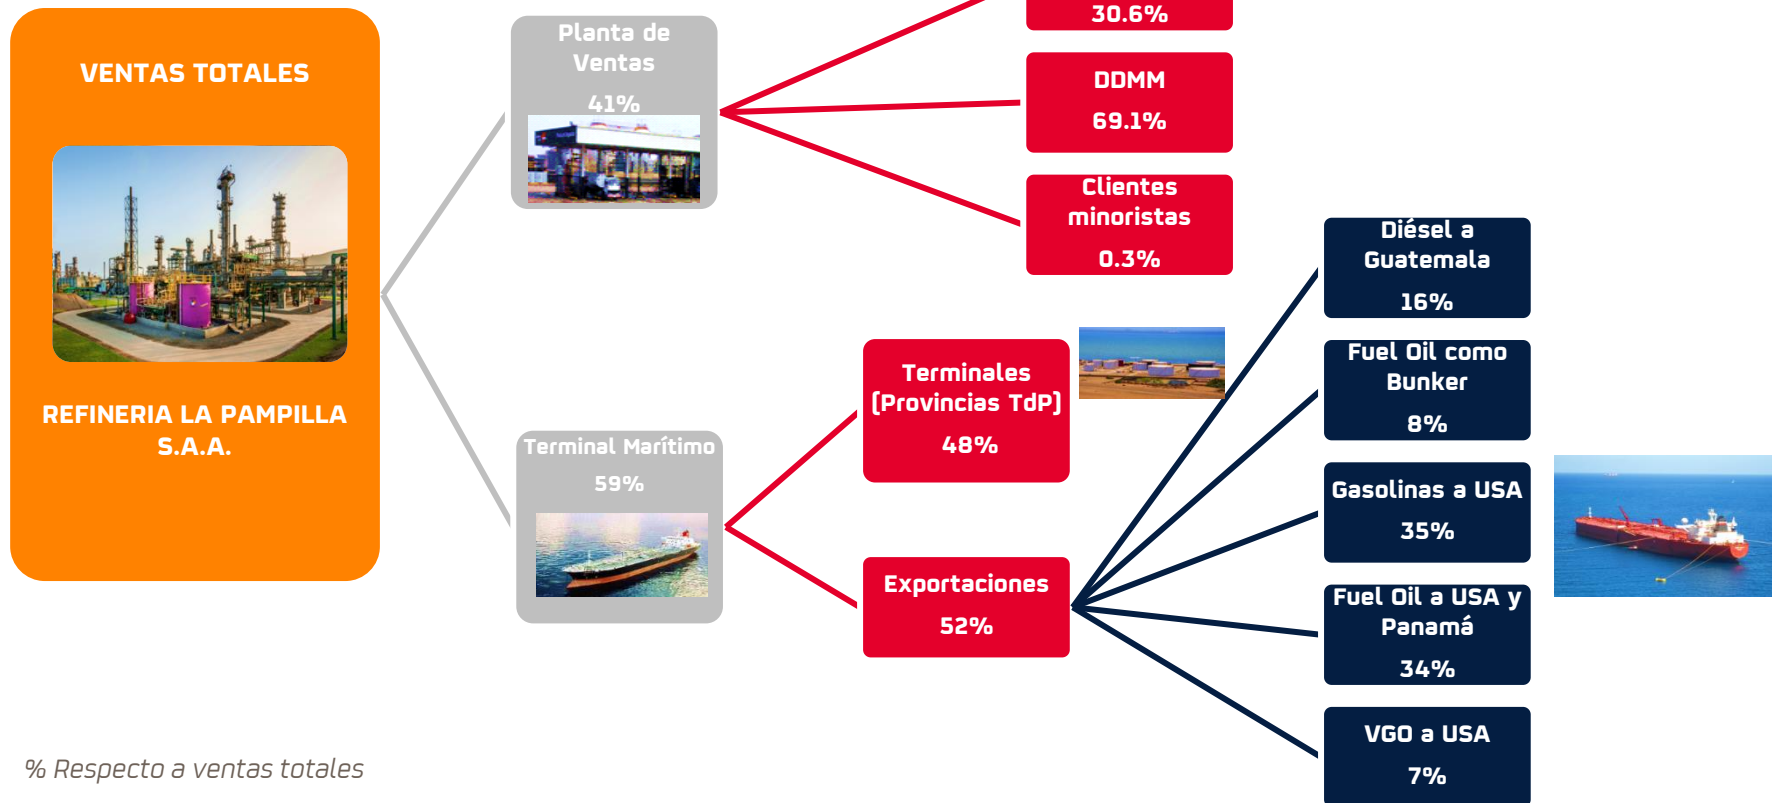 VENTAS TOTALES
REFINERIA LA PAMPILLA
S.A.A.
Planta de
Ventas
41%
Terminal Marítimo
59%
30.6%
DDMM
69.1%
Clientes
minoristas
0.3%
Terminales
(Provincias TdP)
48%
Exportaciones
52%
Diésel a
Guatemala
16%
Fuel Oil como
Bunker
8%
Gasolinas a USA
35%
Fuel Oil a USA y
Panamá
34%
VGO a USA
7%
% Respecto a ventas totales